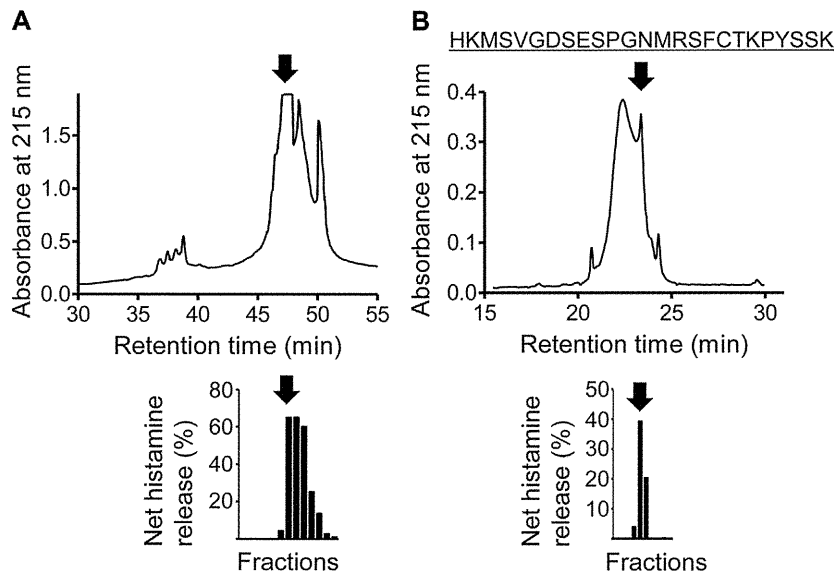 A
Absorbance at 215 nm
1.5
1.0
0.5
0.0
30
40
47
50
55
Retention time (min)
Net histamine
release (%)
80
60
40
20
Fractions
B
HKMSVGDSESPGNMRSFCTKPYSSK
Absorbance at 215 nm
0.4
0.3
0.2
0.1
0.0
15
20
25
30
Retention time (min)
Net histamine
release (%)
50
40
30
20
10
Fractions